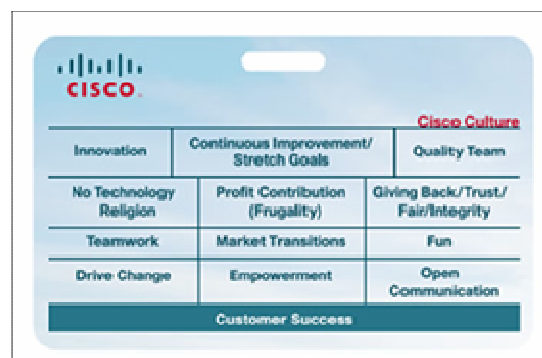 CISCO
Cisco Culture
Innovation
Continuous Improvement/
Stretch Goals
Quality Team
No Technology
Religion
Profit Contribution
(Frugality)
Giving Back/Trust/
Fair/Integrity
Teamwork
Market Transitions
Fun
Drive Change
Empowerment
Open
Communication
Customer Success